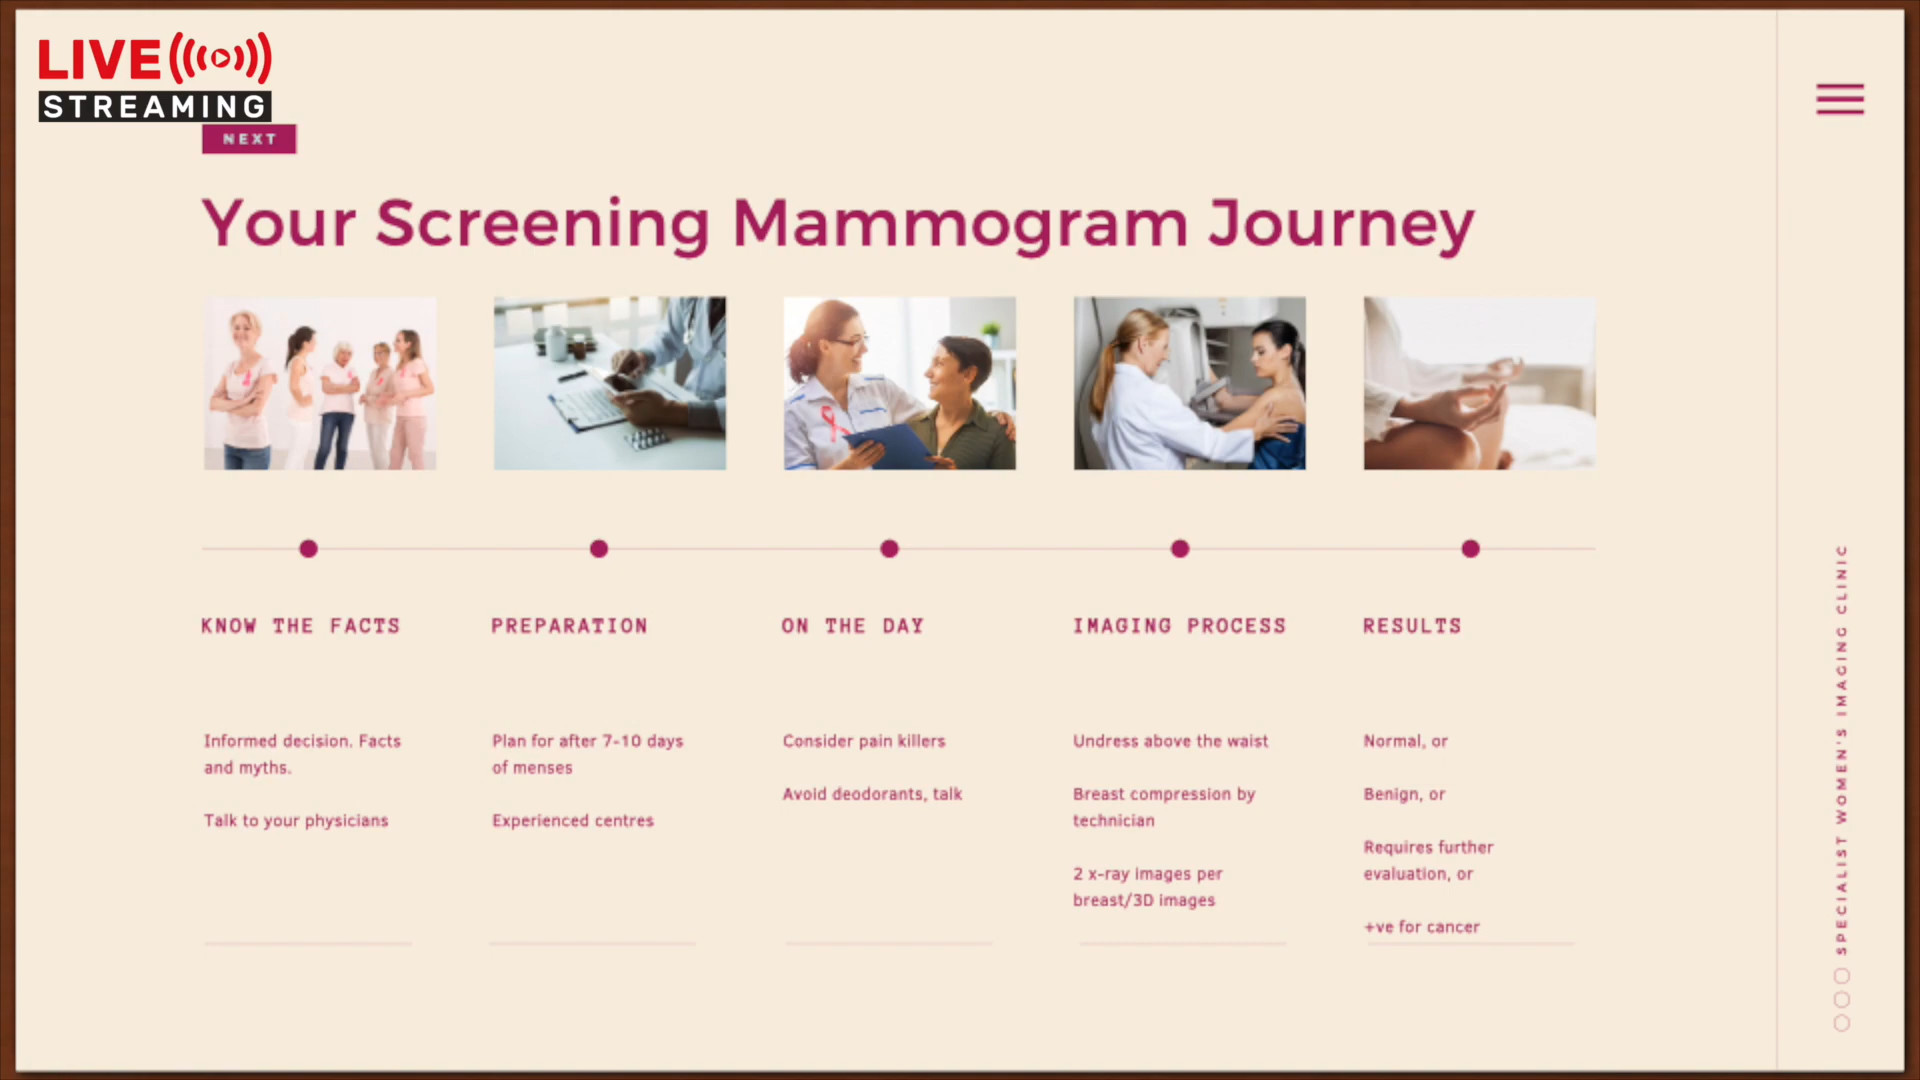 LIVE
STREAMING
NEXT
Your Screening Mammogram Journey
KNOW THE FACTS
Informed decision. Facts
and myths.
Talk to your physicians
PREPARATION
Plan for after 7-10 days
of menses
Experienced centres
ON THE DAY
Consider pain killers
Avoid deodorants, talk
IMAGING PROCESS
Undress above the waist
Breast compression by
technician
2 x-ray images per
breast/3D images
RESULTS
Normal, or
Benign, or
Requires further
evaluation, or
+ve for cancer
SPECIALIST WOMEN'S IMAGING CLINIC